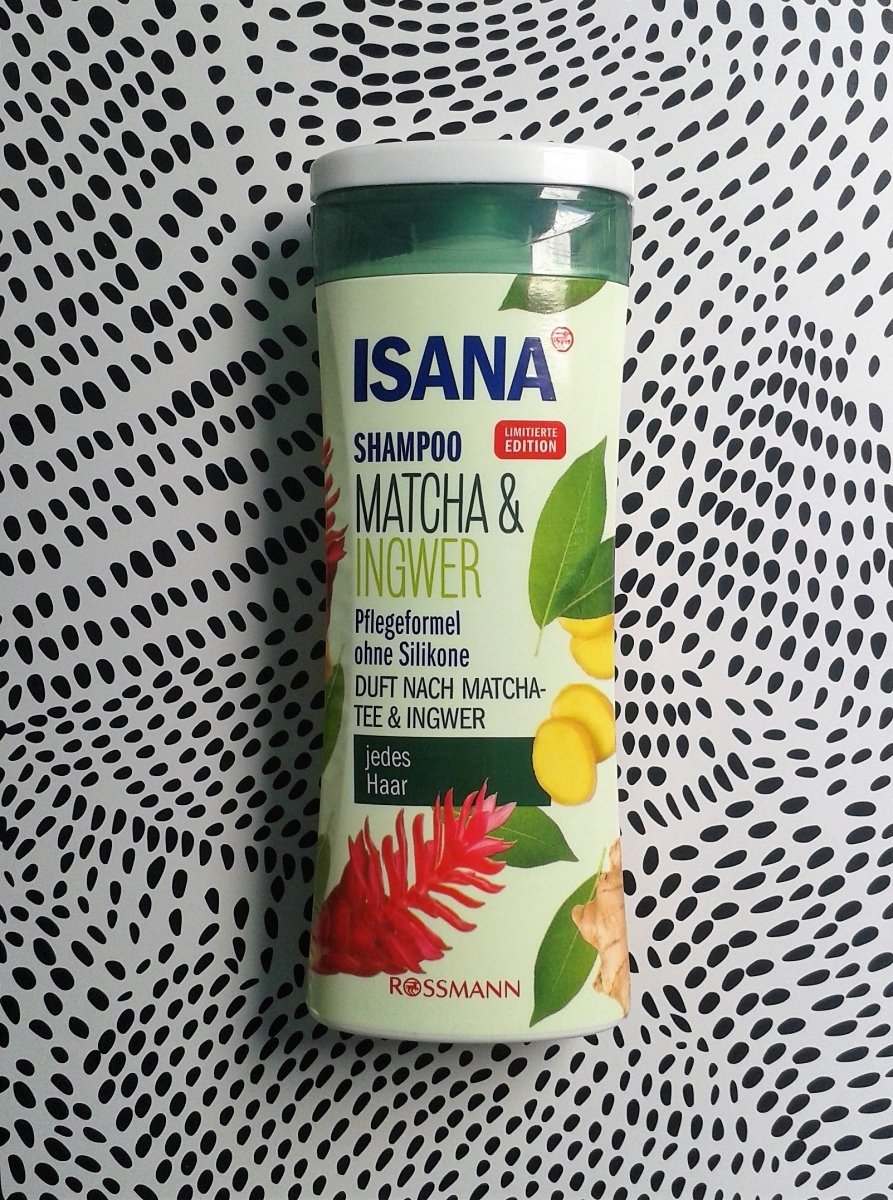 ISANA
SHAMPOO
LIMITIERTE
EDITION
MATCHA &
INGWER
Pflegeformel
ohne Silikone
DUFT NACH MATCHA-
TEE & INGWER
jedes
Haar
ROSSMANN